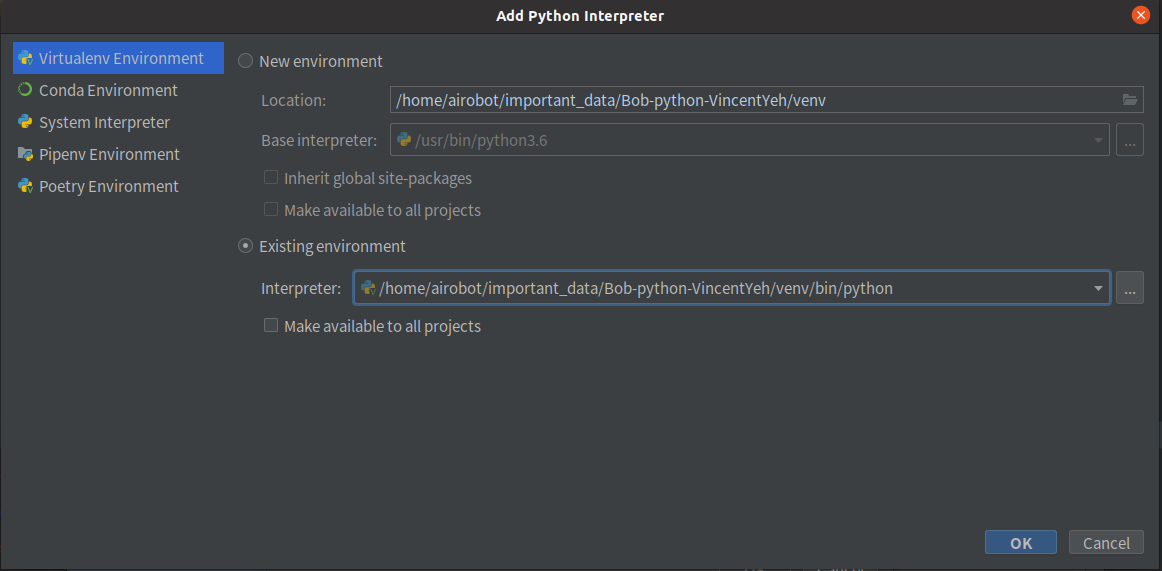 Add Python Interpreter
Virtualenv Environment
Conda Environment
System Interpreter
Pipenv Environment
Poetry Environment
New environment
Location: /home/airobot/important_data/Bob-python-VincentYeh/venv
Base interpreter: /usr/bin/python3.6 ...
Inherit global site-packages
Make available to all projects
Existing environment
Interpreter: /home/airobot/important_data/Bob-python-VincentYeh/venv/bin/python ...
Make available to all projects
OK Cancel